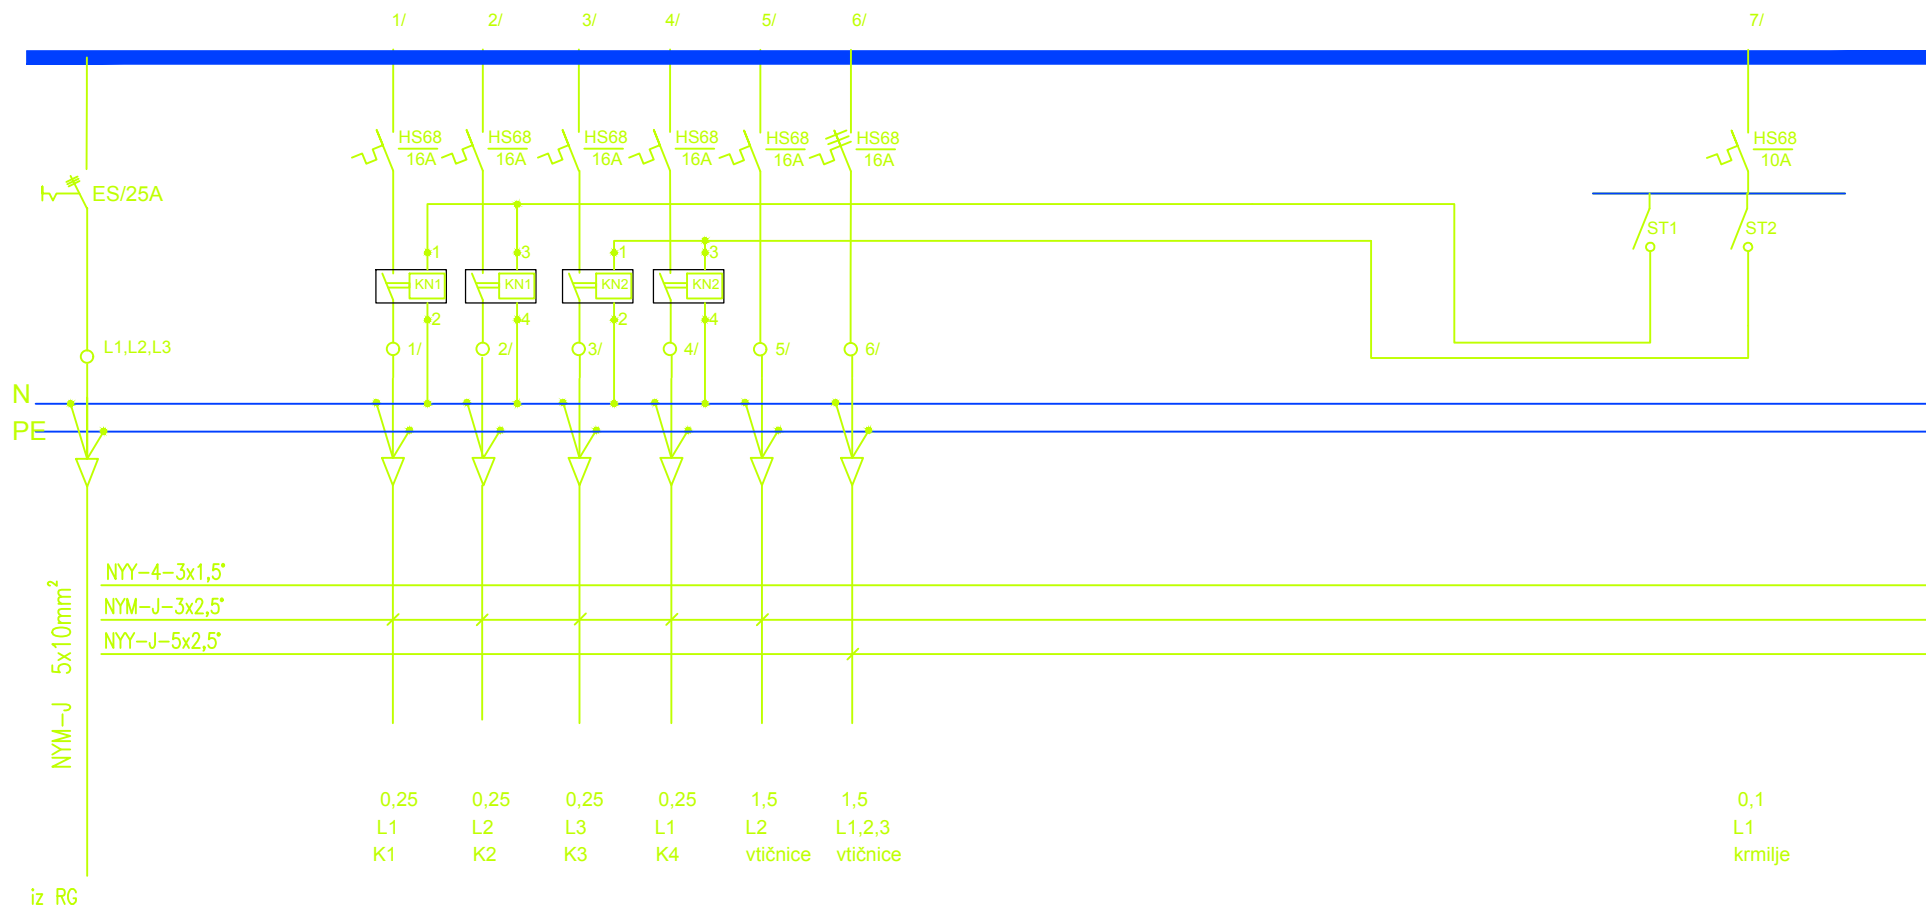 1/ 2/ 3/ 4/ 5/ 6/ 7/
HS68 HS68 HS68 HS68 HS68 HS68 HS68
16A 16A 16A 16A 16A 16A 10A
ES/25A
ST1 ST2
1 3 1 3
KN1 KN1 KN2 KN2
2 4 2 4
L1,L2,L3 1/ 2/ 3/ 4/ 5/ 6/
N
PE
NYY-4-3x1,5"
NYM-J-3x2,5"
NYY-J-5x2,5"
NYM-J 5x10mm²
0,25 0,25 0,25 0,25 1,5 1,5 0,1
L1 L2 L3 L1 L2 L1,2,3 L1
K1 K2 K3 K4 vtičnice vtičnice krmilje
iz RG